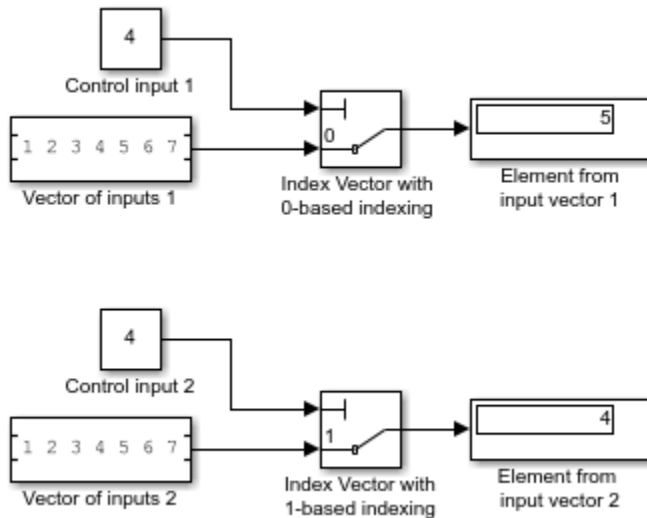 4
Control input 1
1 2 3 4 5 6 7
Vector of inputs 1
0
Index Vector with
0-based indexing
5
Element from
input vector 1
4
Control input 2
1 2 3 4 5 6 7
Vector of inputs 2
1
Index Vector with
1-based indexing
4
Element from
input vector 2